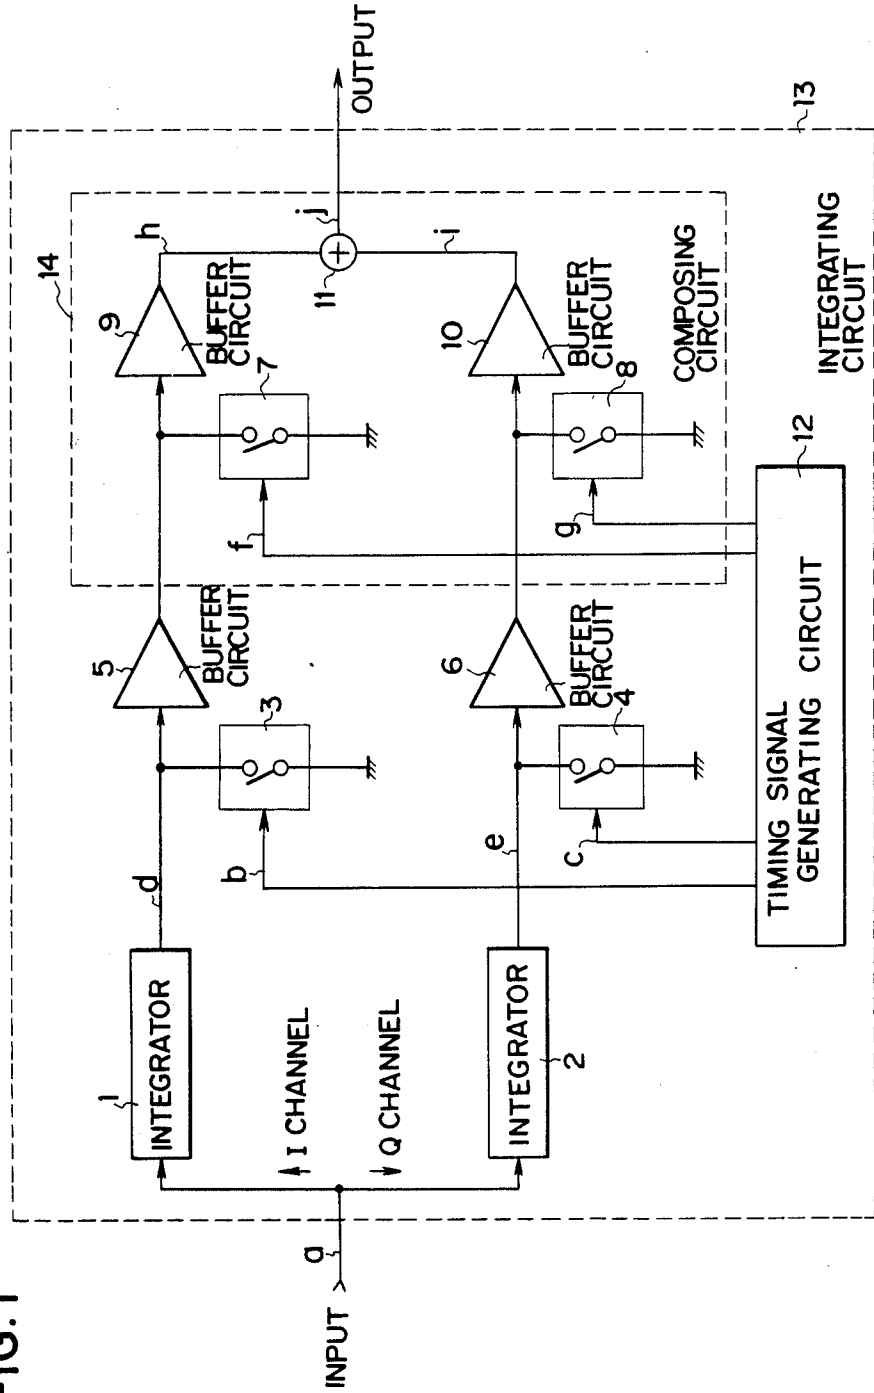 FIG. 1
INPUT
a
I CHANNEL
Q CHANNEL
1
INTEGRATOR
INTEGRATOR
2
d
e
b
c
3
4
5
BUFFER
CIRCUIT
6
BUFFER
CIRCUIT
f
g
7
8
9
BUFFER
CIRCUIT
10
BUFFER
CIRCUIT
h
i
11
+
j
OUTPUT
14
COMPOSING
CIRCUIT
12
TIMING SIGNAL
GENERATING CIRCUIT
INTEGRATING
CIRCUIT
13